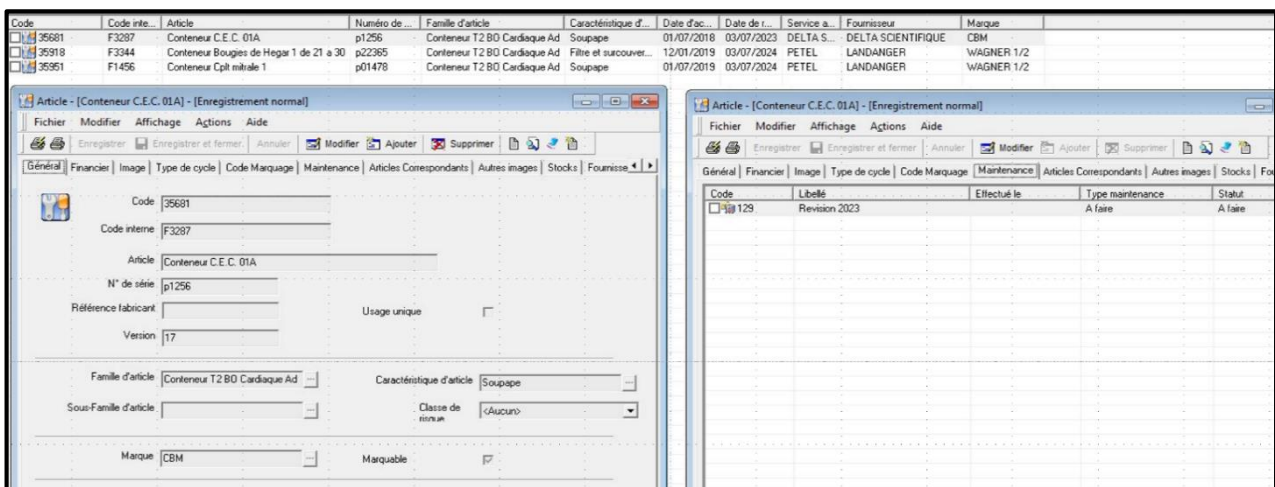 Code Code inte... Article Numéro de ... Famille d'article Caractéristique d'... Date d'ac... Date de r... Service a... Fournisseur Marque
35681 F3287 Conteneur C.E.C. 01A p1256 Conteneur T2 BO Cardiaque Ad Soupape 01/07/2018 03/07/2023 DELTA S... DELTA SCIENTIFIQUE CBM
35918 F3344 Conteneur Bougies de Hegar 1 de 21 a 30 p22365 Conteneur T2 BO Cardiaque Ad Filtre et surcouver... 12/01/2019 03/07/2024 PETEL LANDANGER WAGNER 1/2
35951 F1456 Conteneur Cplt mitrale 1 p01478 Conteneur T2 BO Cardiaque Ad Soupape 01/07/2019 03/07/2024 PETEL LANDANGER WAGNER 1/2
Article - [Conteneur C.E.C. 01A] - [Enregistrement normal]
Fichier Modifier Affichage Actions Aide
Enregistrer Enregistrer et fermer Annuler Modifier Ajouter Supprimer
Général Financier Image Type de cycle Code Marquage Maintenance Articles Correspondants Autres images Stocks Fournisse
Code 35681
Code interne F3287
Article Conteneur C.E.C. 01A
N° de série p1256
Référence fabricant Usage unique
Version 17
Famille d'article Conteneur T2 BO Cardiaque Ad ... Caractéristique d'article Soupape ...
Sous-Famille d'article ... Classe de risque <Aucun>
Marque CBM ... Marquable
Article - [Conteneur C.E.C. 01A] - [Enregistrement normal]
Fichier Modifier Affichage Actions Aide
Enregistrer Enregistrer et fermer Annuler Modifier Ajouter Supprimer
Général Financier Image Type de cycle Code Marquage Maintenance Articles Correspondants Autres images Stocks Fou
Code Libellé Effectué le Type maintenance Statut
129 Revision 2023 A faire A faire